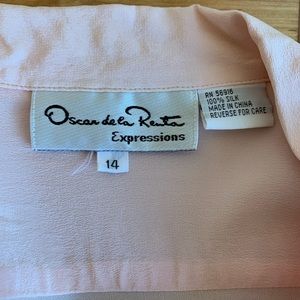 Oscar de la Renta
Expressions
14
RN 56916
100% SILK
MADE IN CHINA
REVERSE FOR CARE